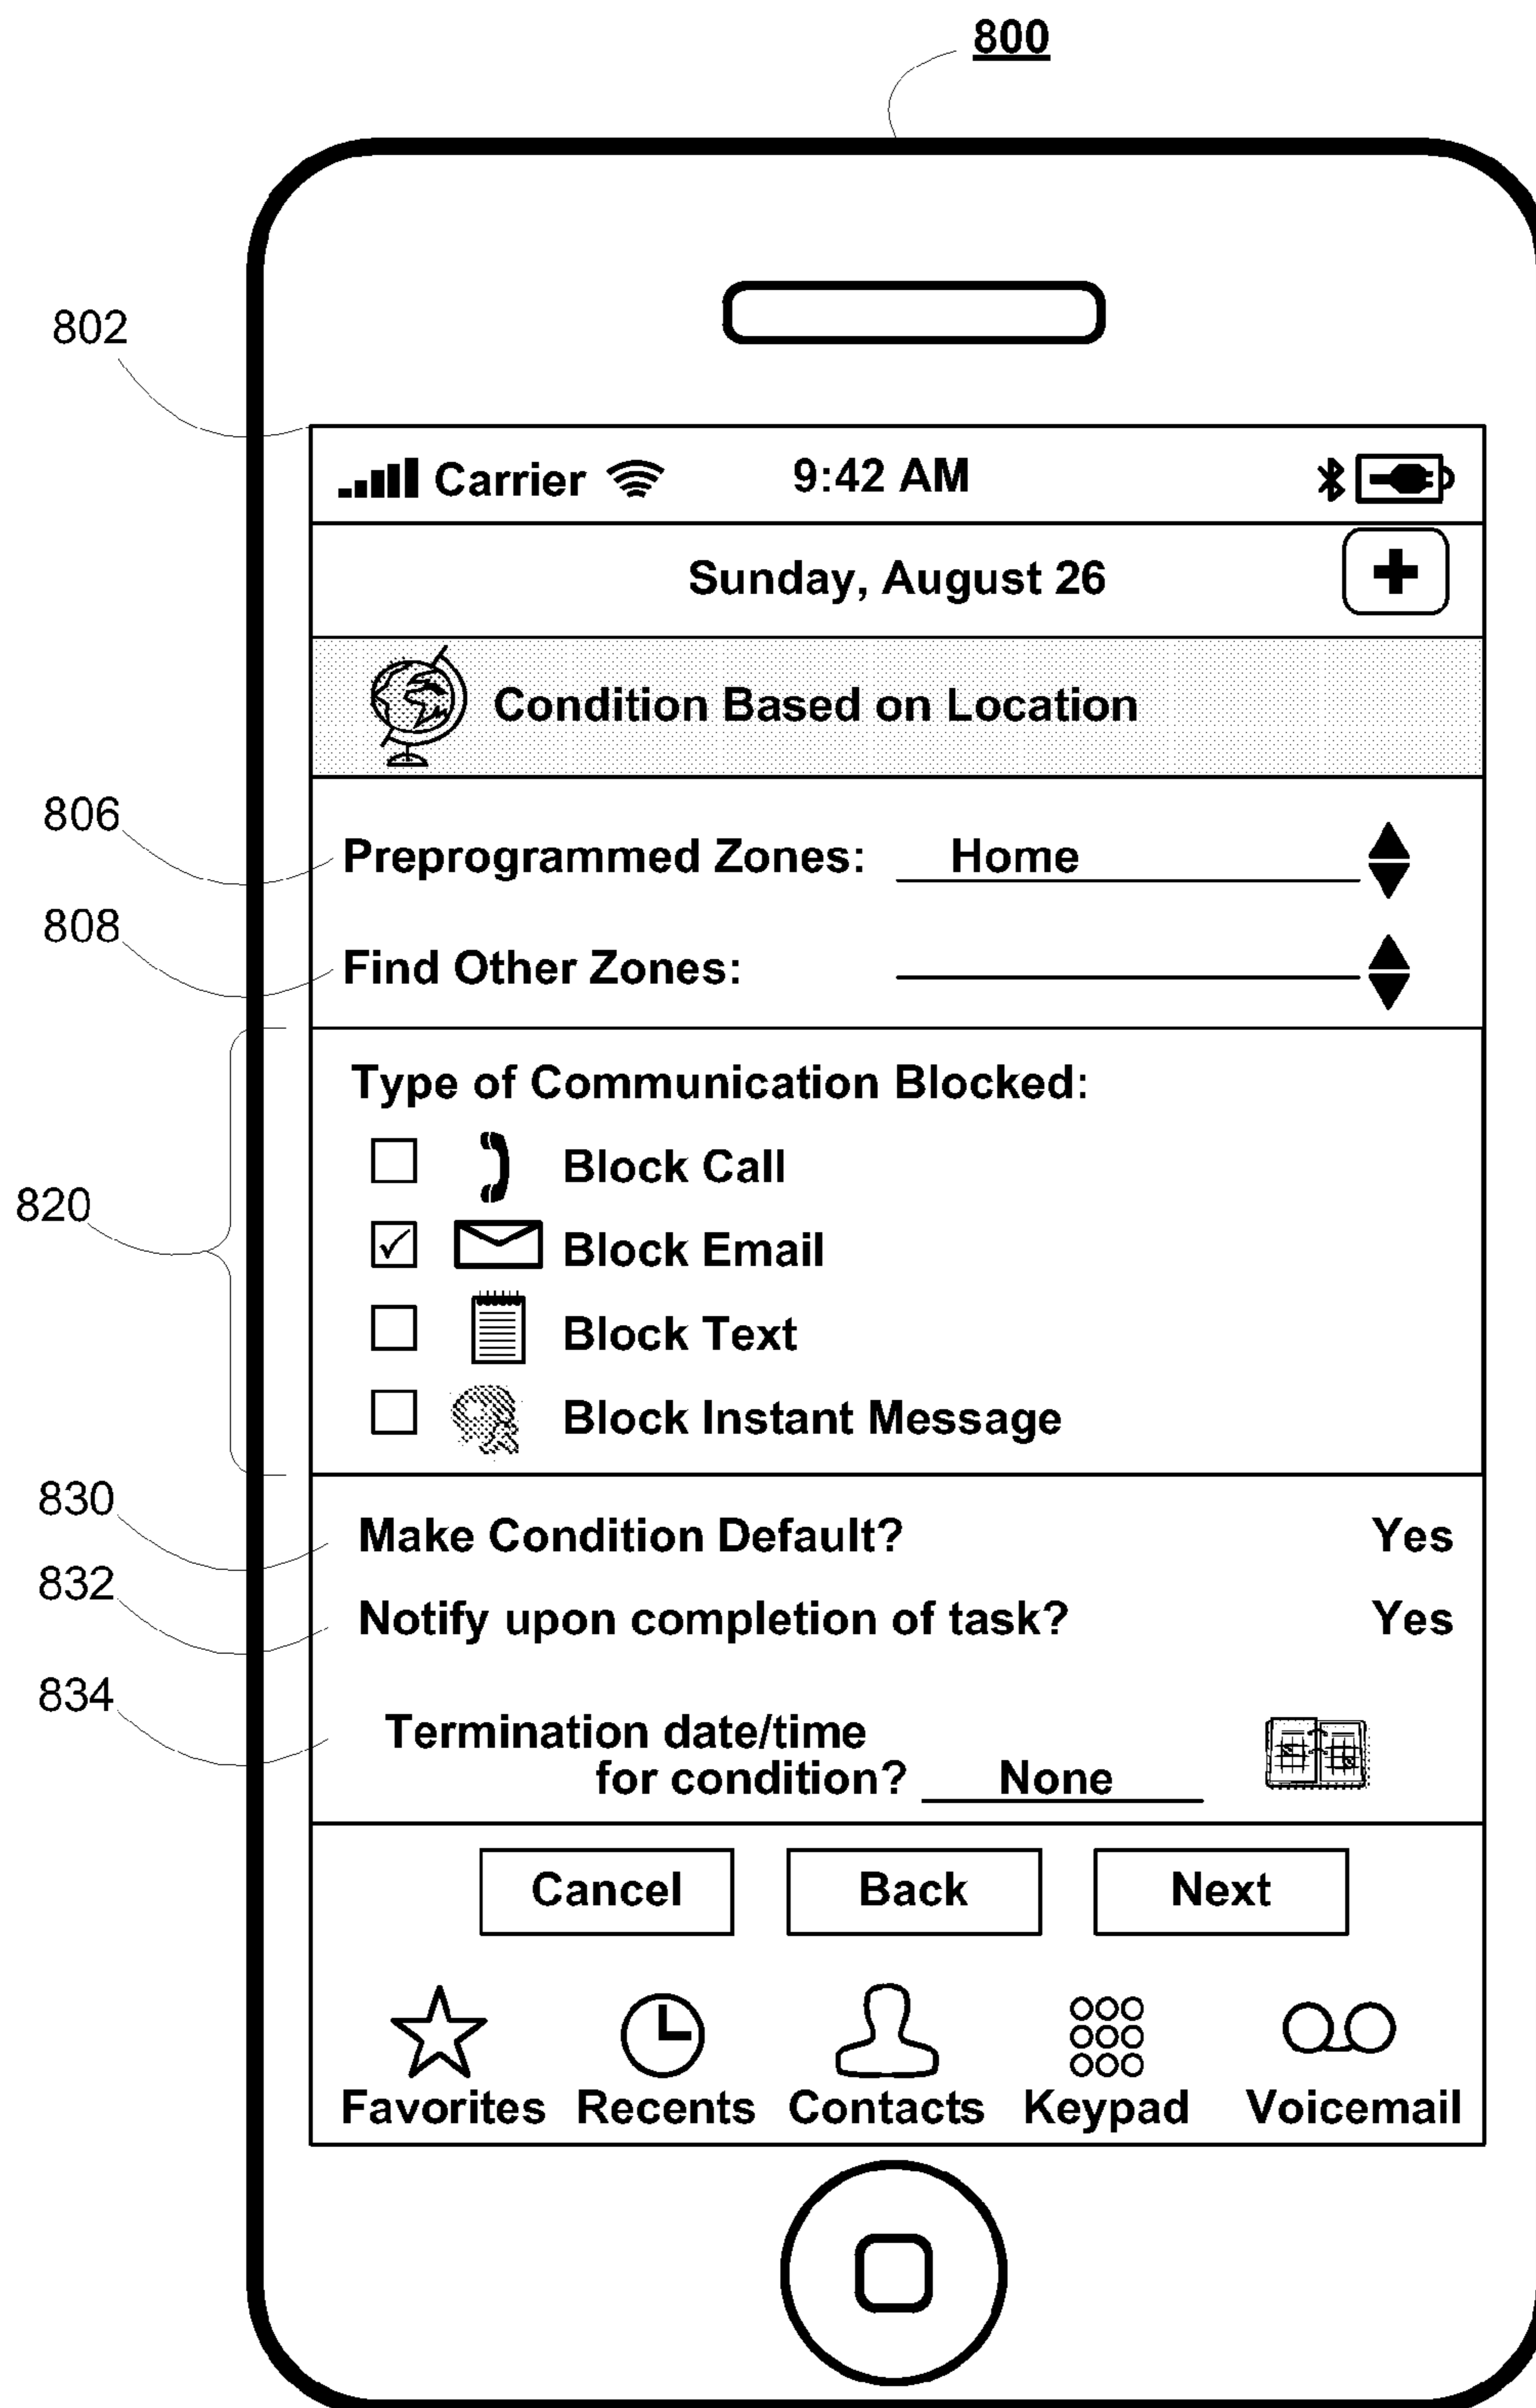 800
802
Carrier 9:42 AM
Sunday, August 26
Condition Based on Location
806
Preprogrammed Zones: Home
808
Find Other Zones:
Type of Communication Blocked:
Block Call
820
Block Email
Block Text
Block Instant Message
830
Make Condition Default? Yes
832
Notify upon completion of task? Yes
834
Termination date/time
for condition? None
Cancel Back Next
Favorites Recents Contacts Keypad Voicemail